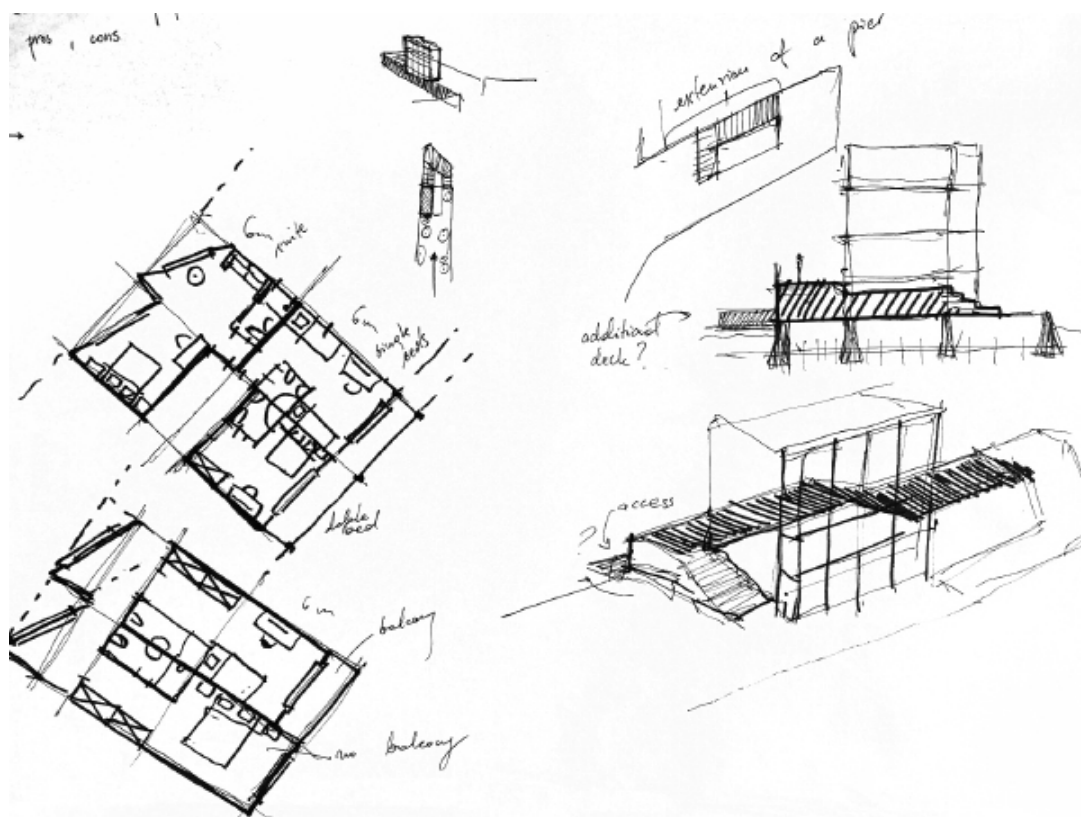 pros, cons
extension of a pier
6m
suite
6m
single
beds
additional
deck?
access
?
double
bed
6m
balcony
no balcony